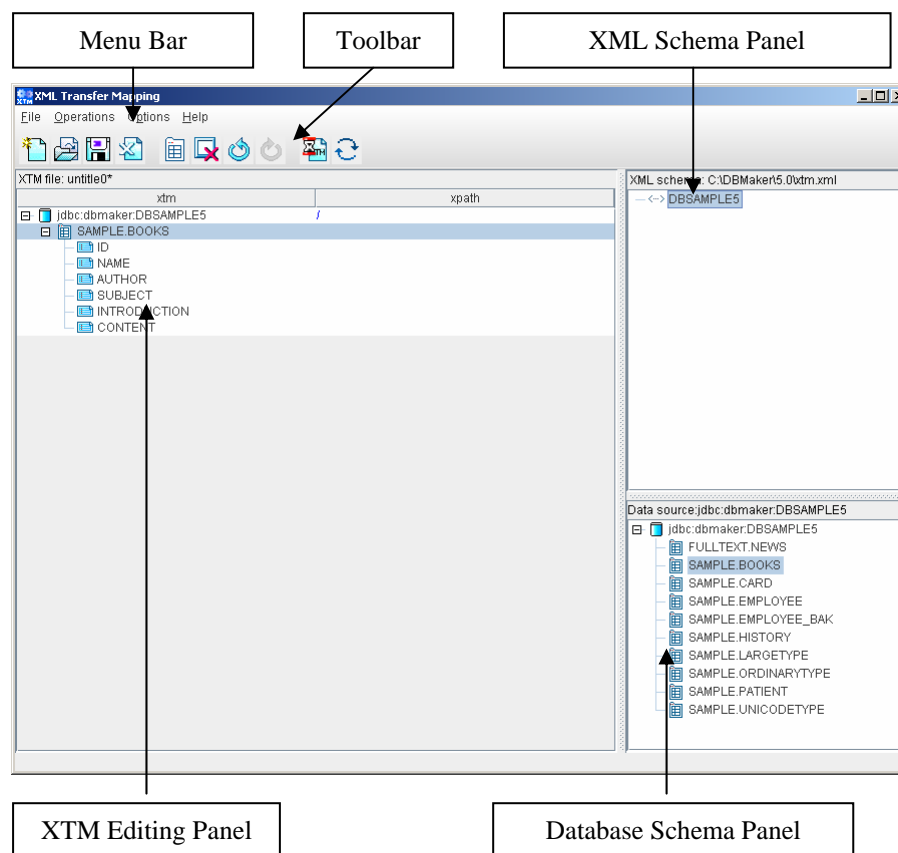 Menu Bar
Toolbar
XML Schema Panel
XTM
XML Transfer Mapping
File Operations Options Help
XTM file: untitle0*
XML schema: C:\DBMaker\5.0\xtm.xml
xtm
xpath
DBSAMPLE5
jdbc:dbmaker:DBSAMPLE5
/
SAMPLE.BOOKS
ID
NAME
AUTHOR
SUBJECT
INTRODUCTION
CONTENT
Data source:jdbc:dbmaker:DBSAMPLE5
jdbc:dbmaker:DBSAMPLE5
FULLTEXT.NEWS
SAMPLE.BOOKS
SAMPLE.CARD
SAMPLE.EMPLOYEE
SAMPLE.EMPLOYEE_BAK
SAMPLE.HISTORY
SAMPLE.LARGETYPE
SAMPLE.ORDINARYTYPE
SAMPLE.PATIENT
SAMPLE.UNICODETYPE
XTM Editing Panel
Database Schema Panel